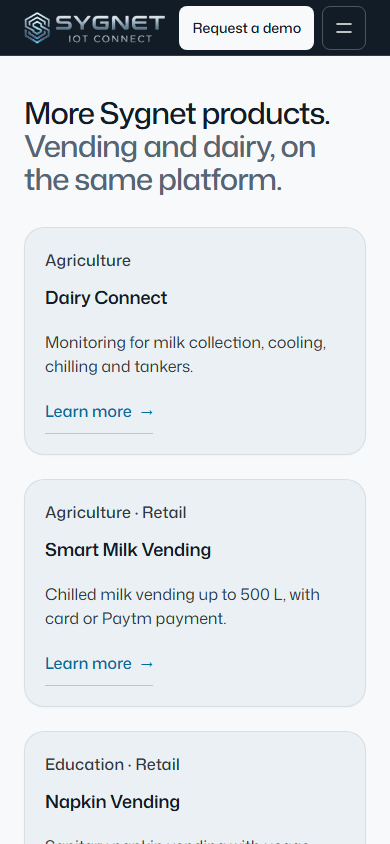 SYGNET
IOT CONNECT
Request a demo
More Sygnet products.
Vending and dairy, on
the same platform.
Agriculture
Dairy Connect
Monitoring for milk collection, cooling,
chilling and tankers.
Learn more →
Agriculture · Retail
Smart Milk Vending
Chilled milk vending up to 500 L, with
card or Paytm payment.
Learn more →
Education · Retail
Napkin Vending